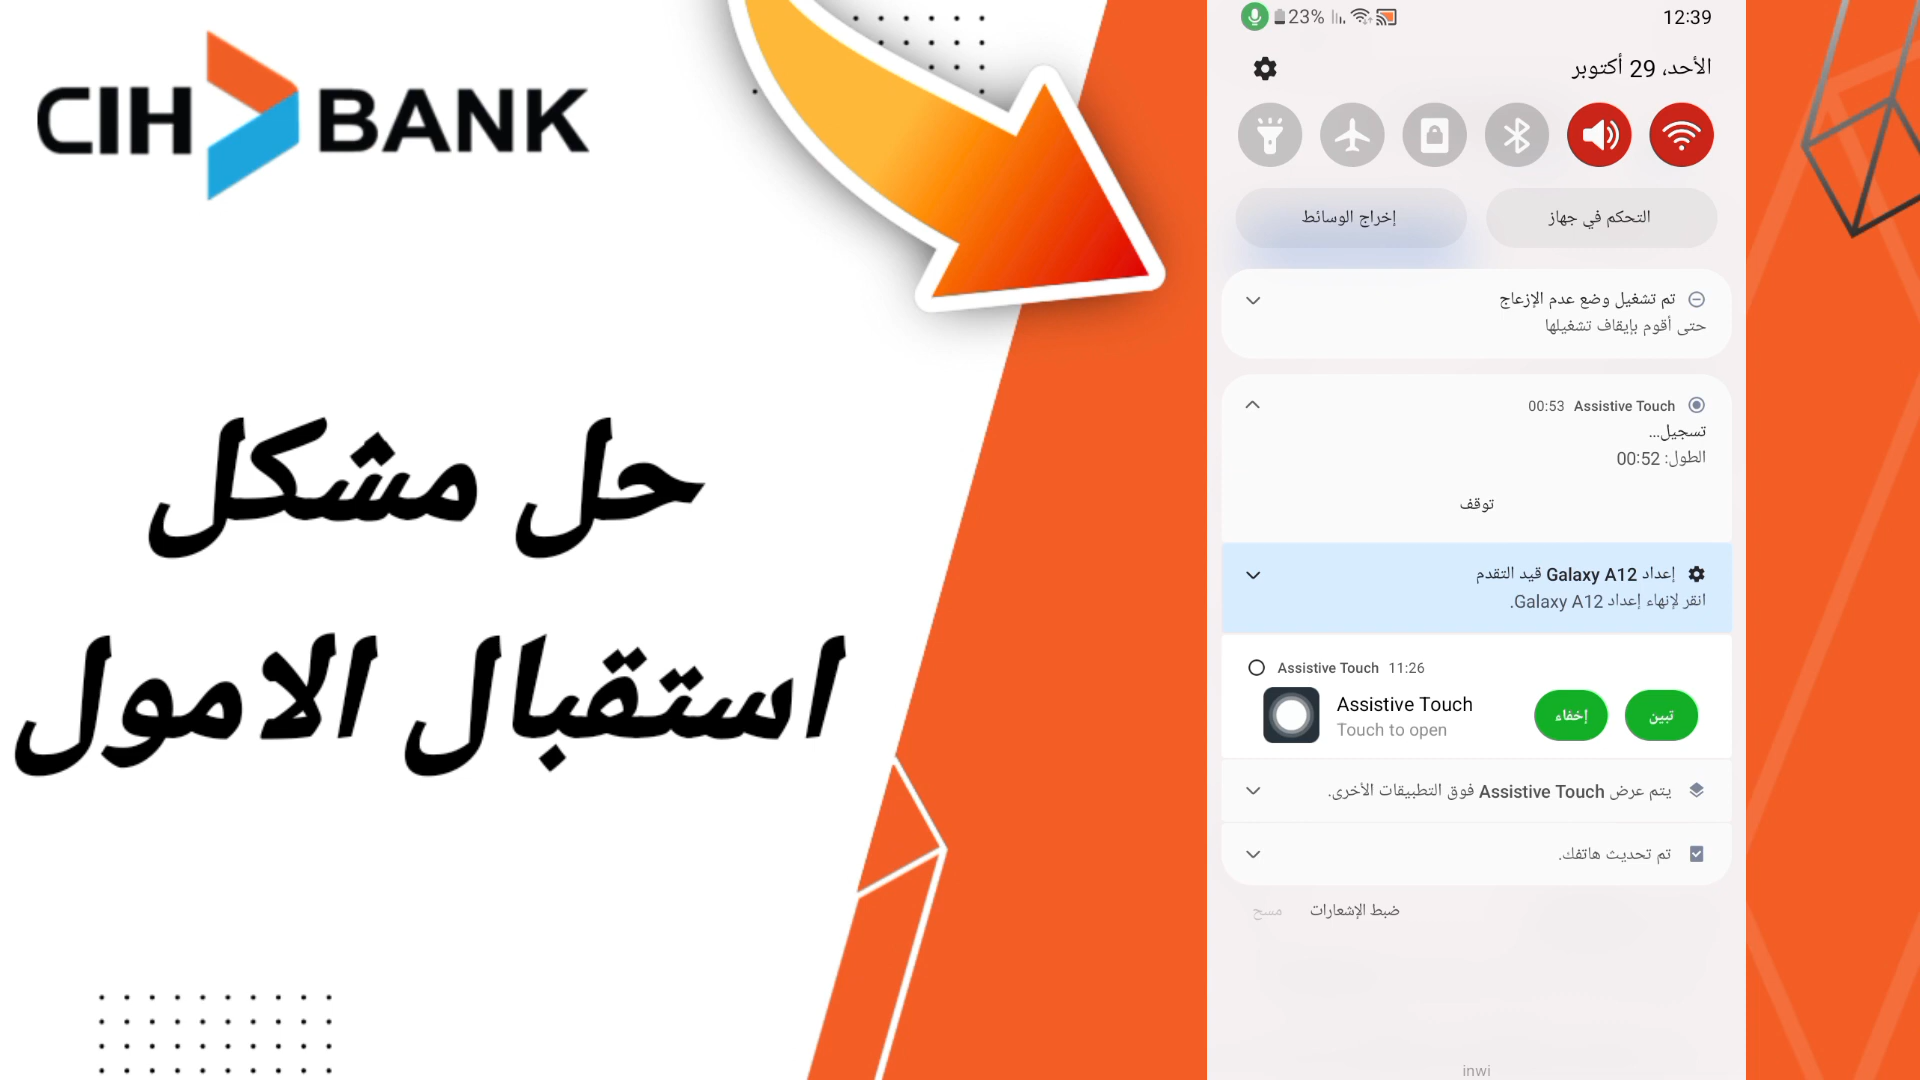 CIH BANK
حل مشكل
استقبال الامول
23% 12:39
الأحد، 29 أكتوبر
التحكم في جهاز
إخراج الوسائط
تم تشغيل وضع عدم الإزعاج
حتى أقوم بإيقاف تشغيلها
Assistive Touch 00:53
تسجيل...
الطول: 00:52
توقف
إعداد Galaxy A12 قيد التقدم
انقر لإنهاء إعداد Galaxy A12.
Assistive Touch 11:26
Assistive Touch
Touch to open
تبين
إخفاء
يتم عرض Assistive Touch فوق التطبيقات الأخرى.
تم تحديث هاتفك.
ضبط الإشعارات
مسح
inwi